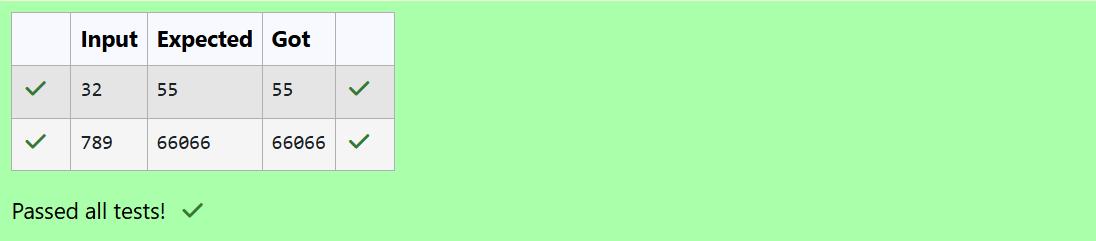 Input Expected Got
32 55 55
789 66066 66066
Passed all tests!